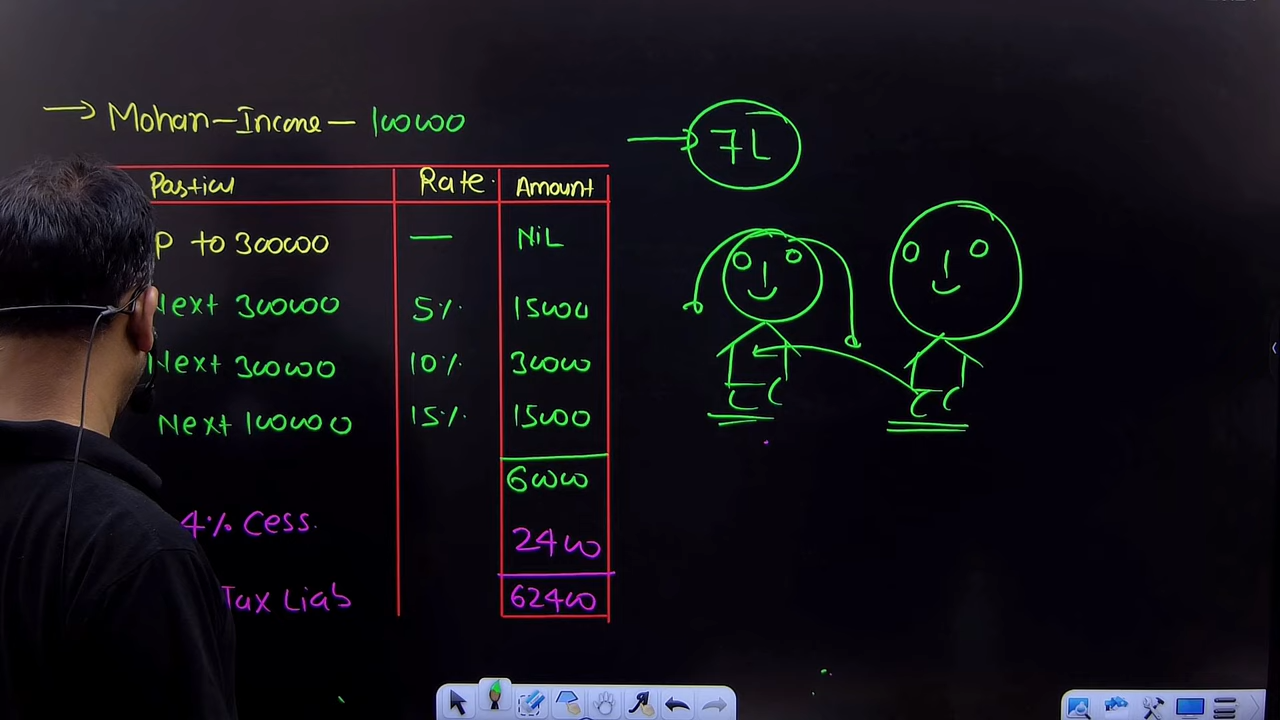 → Mohan-Income- 1000000
7L
Particul Rate. Amount
P to 300000 — NiL
Next 300000 5% 15000
Next 300000 10% 30000
Next 100000 15% 15000
60000
4% Cess. 2400
Tax Liab 62400